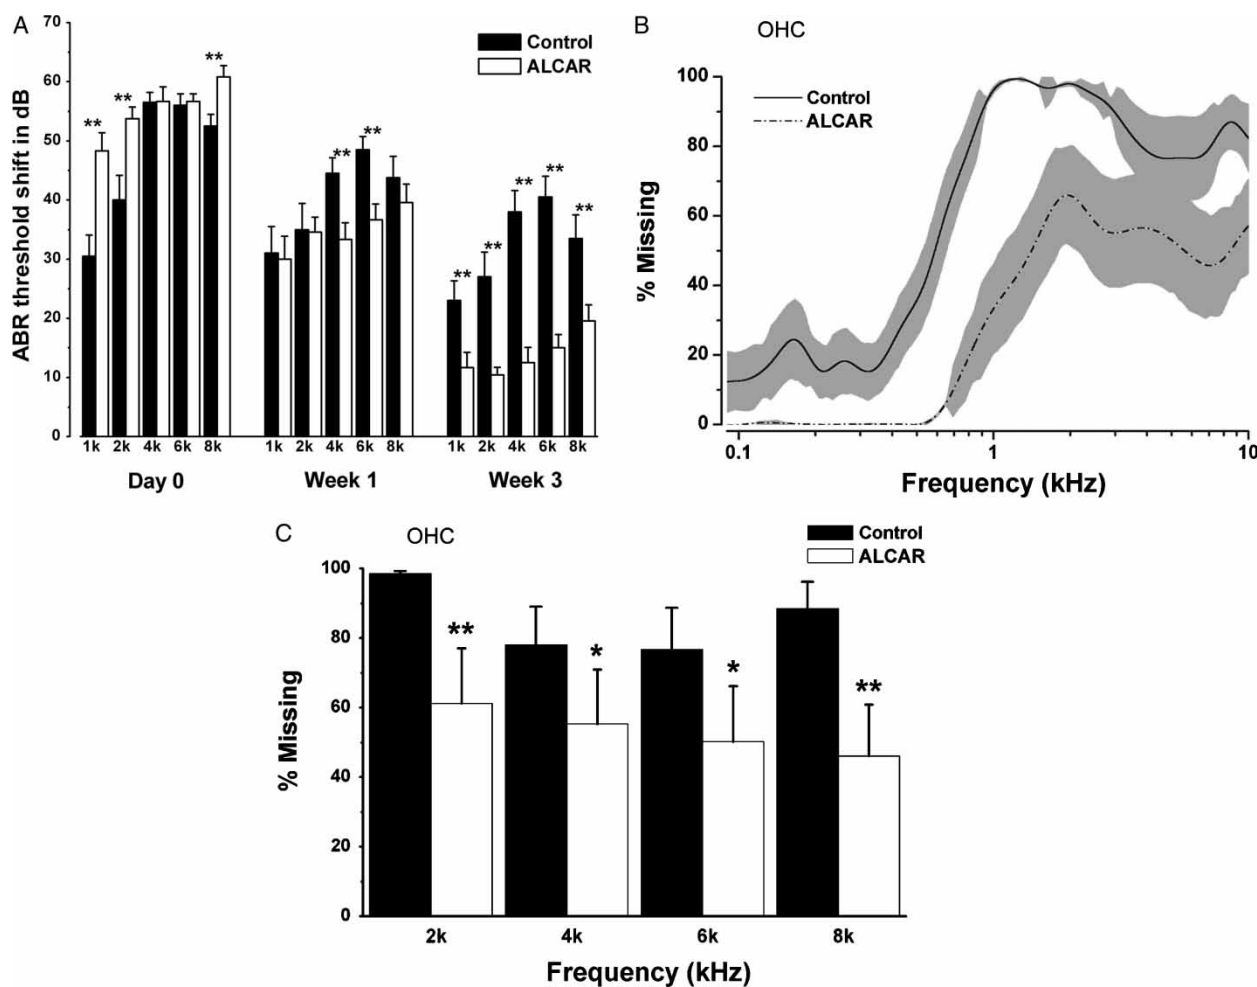 A
70
60
50
40
30
20
10
0
ABR threshold shift in dB
Control
ALCAR
**
**
**
**
**
**
**
**
**
**
1k 2k 4k 6k 8k
1k 2k 4k 6k 8k
1k 2k 4k 6k 8k
Day 0
Week 1
Week 3
B
OHC
100
80
60
40
20
0
% Missing
Control
ALCAR
0.1
1
10
Frequency (kHz)
C
OHC
Control
ALCAR
100
80
60
40
20
0
% Missing
**
*
*
**
2k
4k
6k
8k
Frequency (kHz)